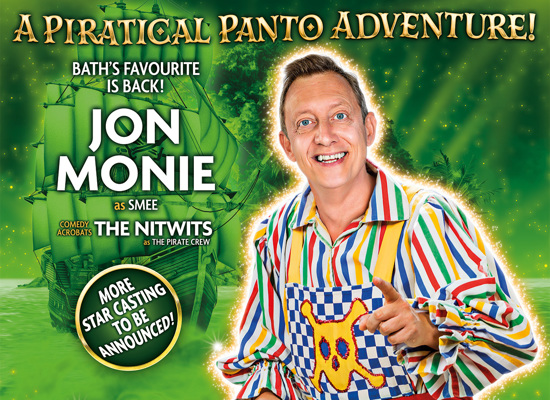 A PIRATICAL PANTO ADVENTURE!
BATH'S FAVOURITE
IS BACK!
JON
MONIE
as SMEE
COMEDY
ACROBATS THE NITWITS
as THE PIRATE CREW
MORE
STAR CASTING
TO BE
ANNOUNCED!